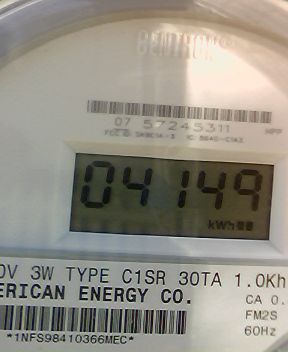 CENTRON®
07 57245311
04149
kWh
0V 3W TYPE C1SR 30TA 1.0Kh
ERICAN ENERGY CO.
CA 0.
FM2S
60Hz
*1NFS98410366MEC*